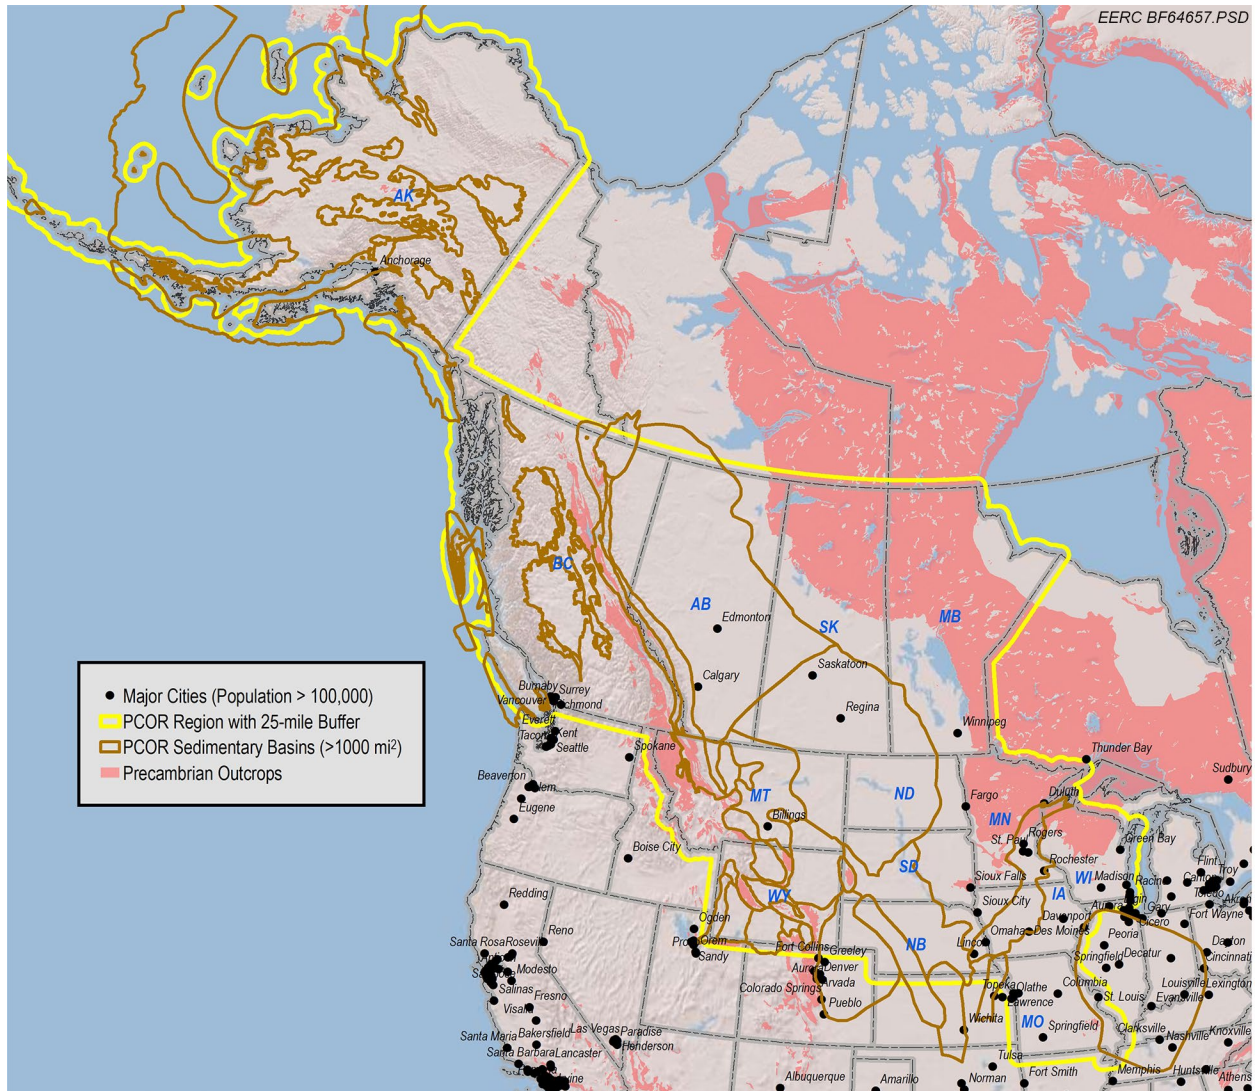 EERC BF64657.PSD
AK
Anchorage
BC
AB
Edmonton
SK
MB
Calgary
Saskatoon
Regina
Winnipeg
Burnaby
Surrey
Vancouver
Richmond
Everett
Kent
Seattle
Spokane
Thunder Bay
Sudbury
Major Cities (Population > 100,000)
PCOR Region with 25-mile Buffer
PCOR Sedimentary Basins (>1000 mi²)
Precambrian Outcrops
Beaverton
Eugene
MT
Billings
ND
Fargo
MN
Duluth
St. Paul
Rogers
Green Bay
Boise City
SD
Rochester
WI
Madison
Flint
Troy
Sioux Falls
IA
Redding
WY
Sioux City
Davenport
Gary
Cicero
Fort Wayne
Ogden
Orem
Sandy
Reno
NB
Omaha
Des Moines
Peoria
Fort Collins
Greeley
Santa Rosa
Roseville
Modesto
Aurora
Denver
Arvada
Springfield
Decatur
Dayton
Cincinnati
Salinas
Fresno
Visalia
Colorado Springs
Pueblo
Topeka
Olathe
Lawrence
Columbia
St. Louis
Louisville
Lexington
Evansville
Santa Maria
Bakersfield
Las Vegas
Paradise
Henderson
Wichita
MO
Springfield
Clarksville
Nashville
Knoxville
Santa Barbara
Lancaster
Tulsa
Albuquerque
Amarillo
Norman
Fort Smith
Memphis
Athens